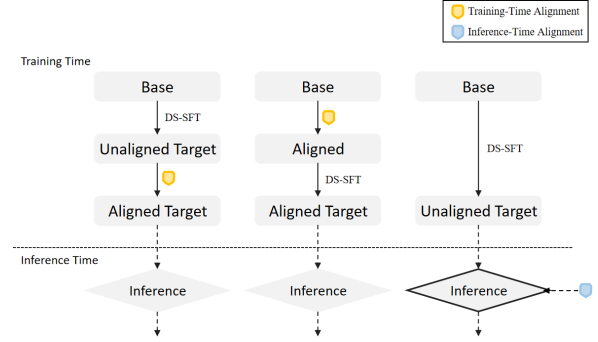 Training-Time Alignment
Inference-Time Alignment
Training Time
Base
Base
Base
DS-SFT
Unaligned Target
Aligned
DS-SFT
DS-SFT
Aligned Target
Aligned Target
Unaligned Target
Inference Time
Inference
Inference
Inference